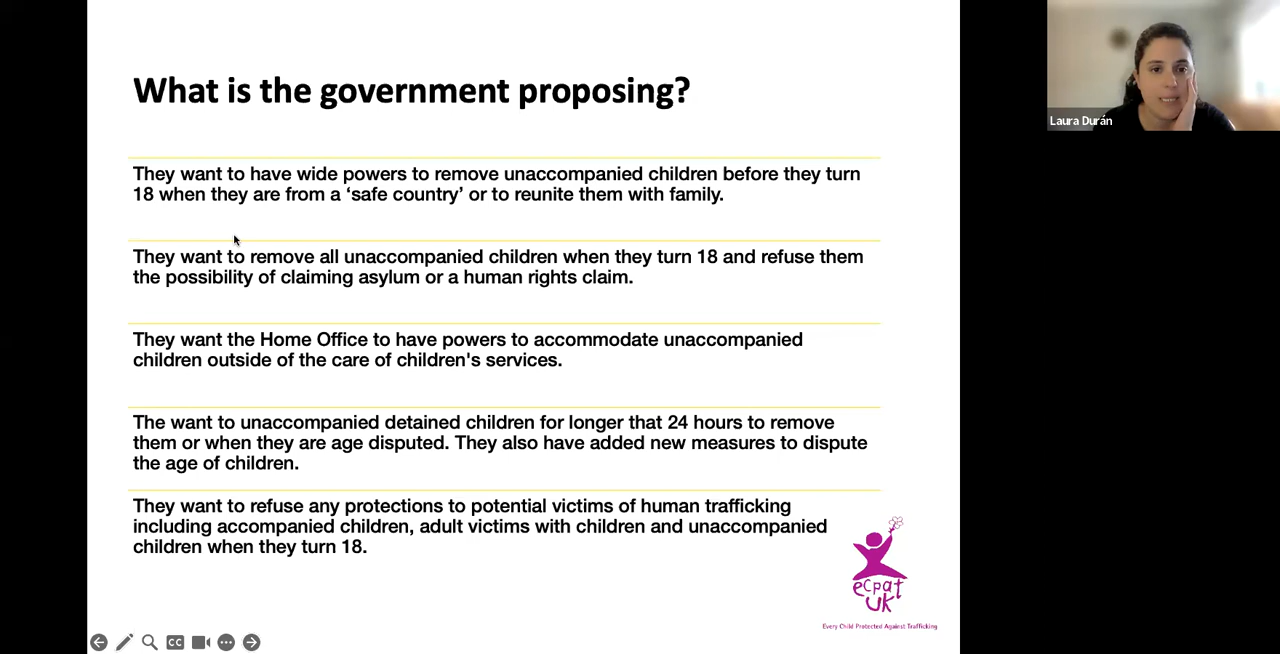 What is the government proposing?
They want to have wide powers to remove unaccompanied children before they turn
18 when they are from a ‘safe country’ or to reunite them with family.
They want to remove all unaccompanied children when they turn 18 and refuse them
the possibility of claiming asylum or a human rights claim.
They want the Home Office to have powers to accommodate unaccompanied
children outside of the care of children's services.
The want to unaccompanied detained children for longer that 24 hours to remove
them or when they are age disputed. They also have added new measures to dispute
the age of children.
They want to refuse any protections to potential victims of human trafficking
including accompanied children, adult victims with children and unaccompanied
children when they turn 18.
ecpat
UK
Every Child Protected Against Trafficking
CC
Laura Durán